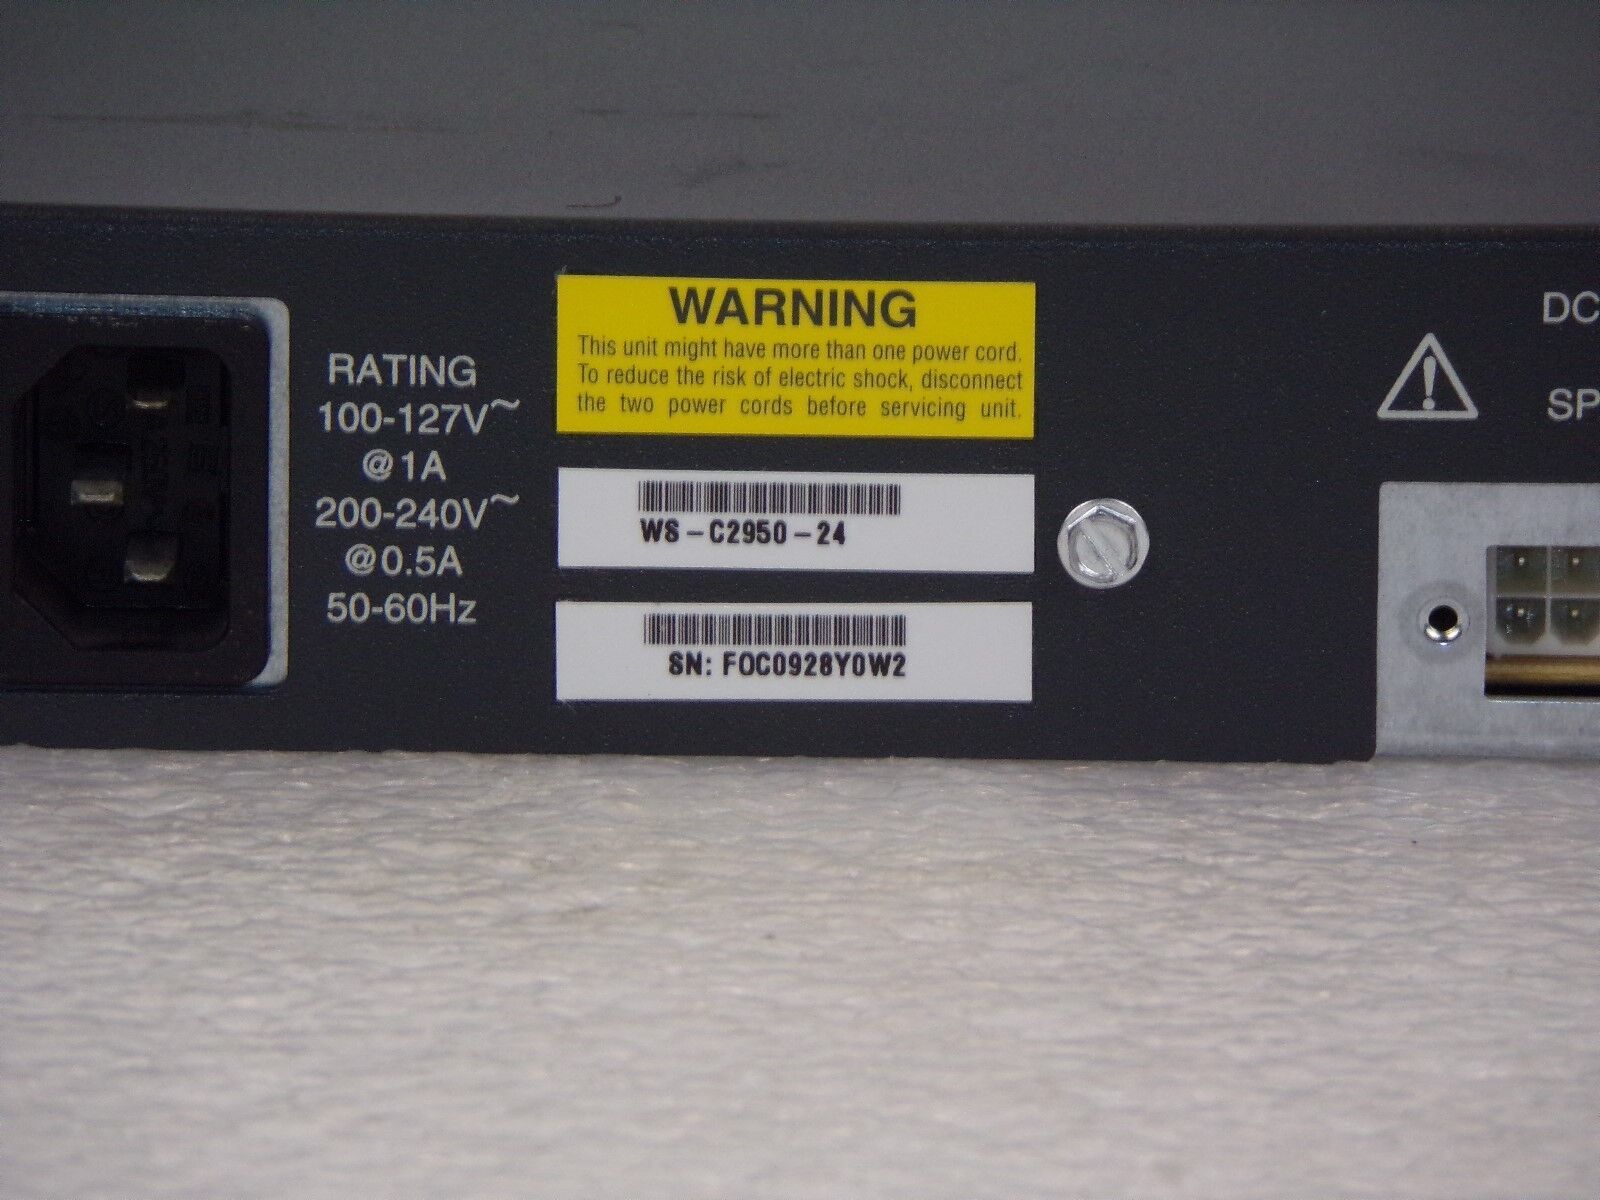 RATING
100-127V~
@1A
200-240V~
@0.5A
50-60Hz
WARNING
This unit might have more than one power cord.
To reduce the risk of electric shock, disconnect
the two power cords before servicing unit.
WS-C2950-24
SN: FOC0928Y0W2
DC
SP